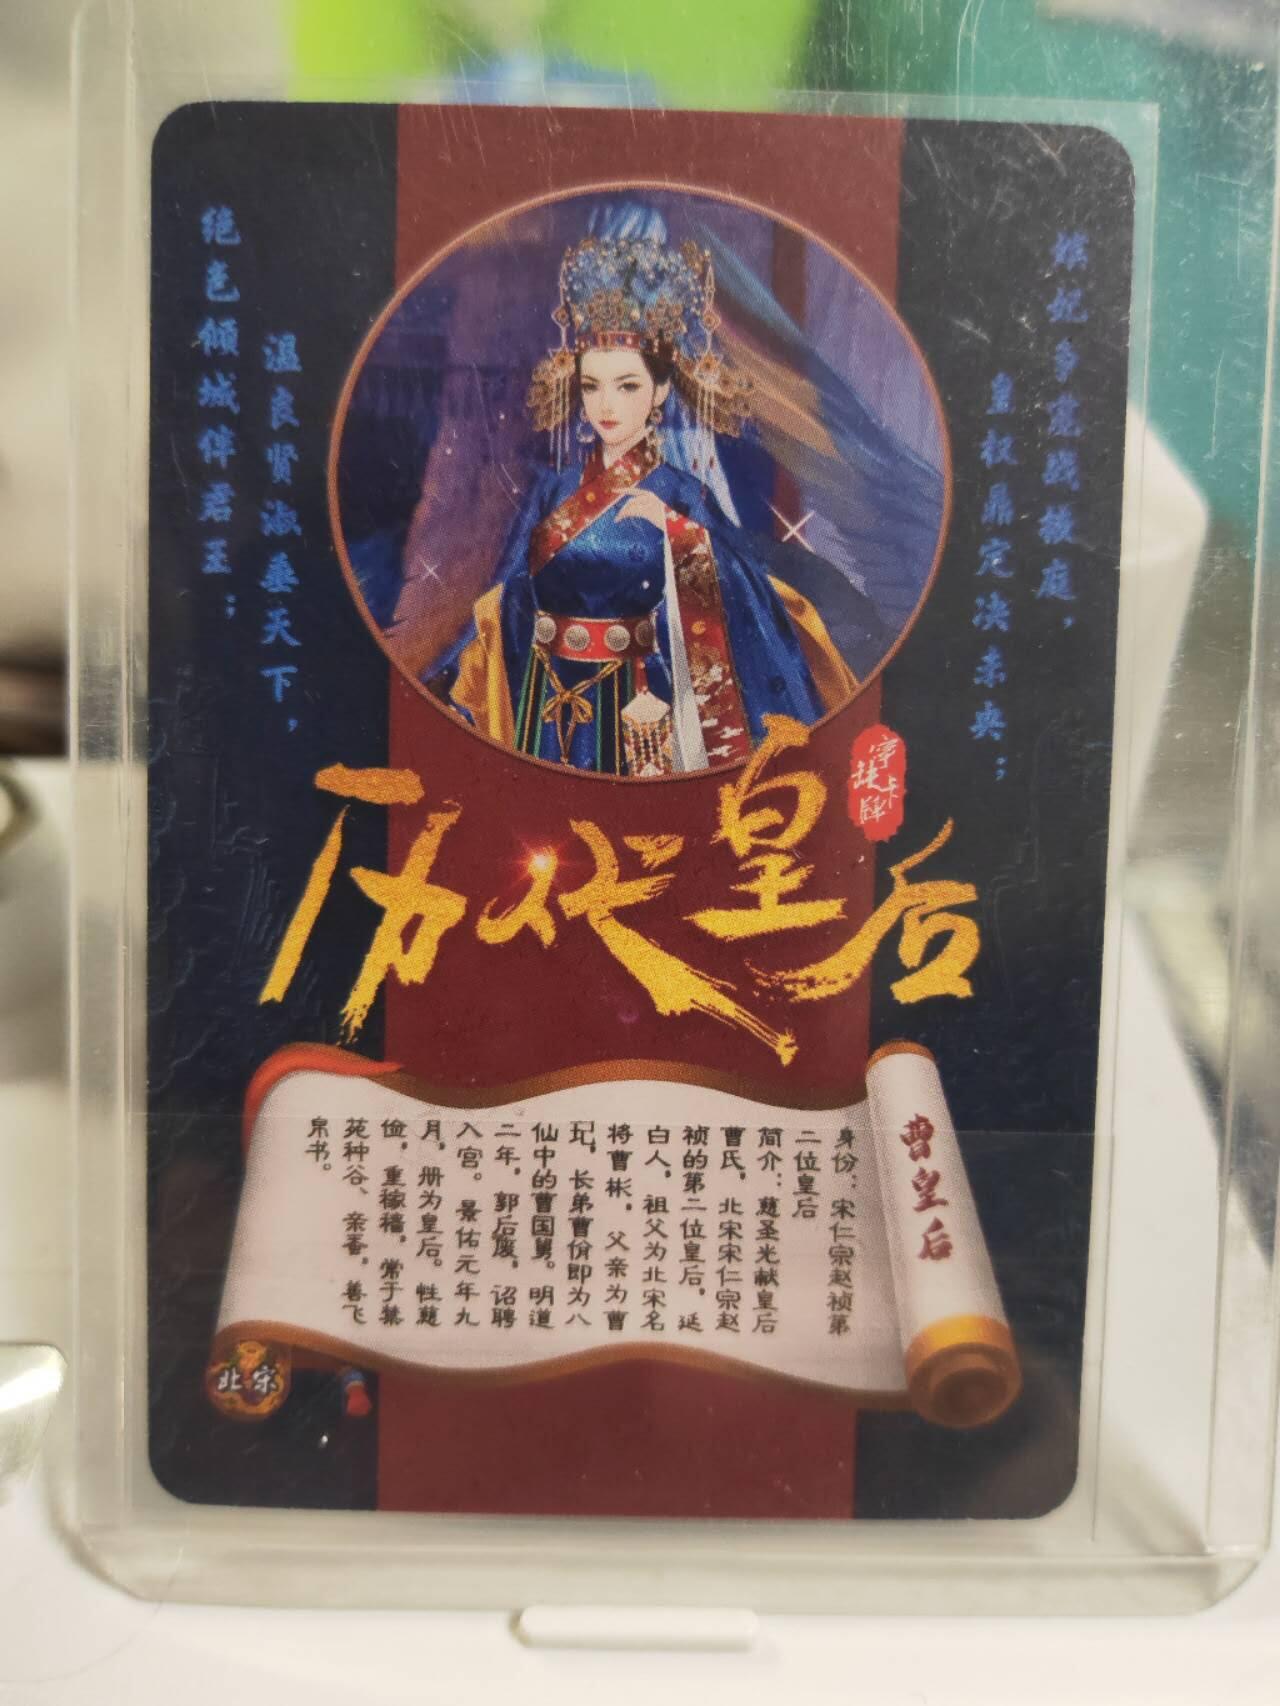 嫔妃争宠战掖庭，
皇权鼎定决未央；
温良贤淑垂天下，
绝色倾城伴君王；
历代皇后
卡牌
曹皇后
身份：宋仁宗赵祯第
二位皇后
简介：慈圣光献皇后
曹氏，北宋宋仁宗赵
祯的第二位皇后，延
白人，祖父为北宋名
将曹彬，父亲为曹
玘，长弟曹佾即为八
仙中的曹国舅。明道
二年，郭后废，诏聘
入宫。景佑元年九
月，册为皇后。性慈
俭，重稼穑，常于禁
苑种谷、亲蚕，善飞
帛书。
北宋